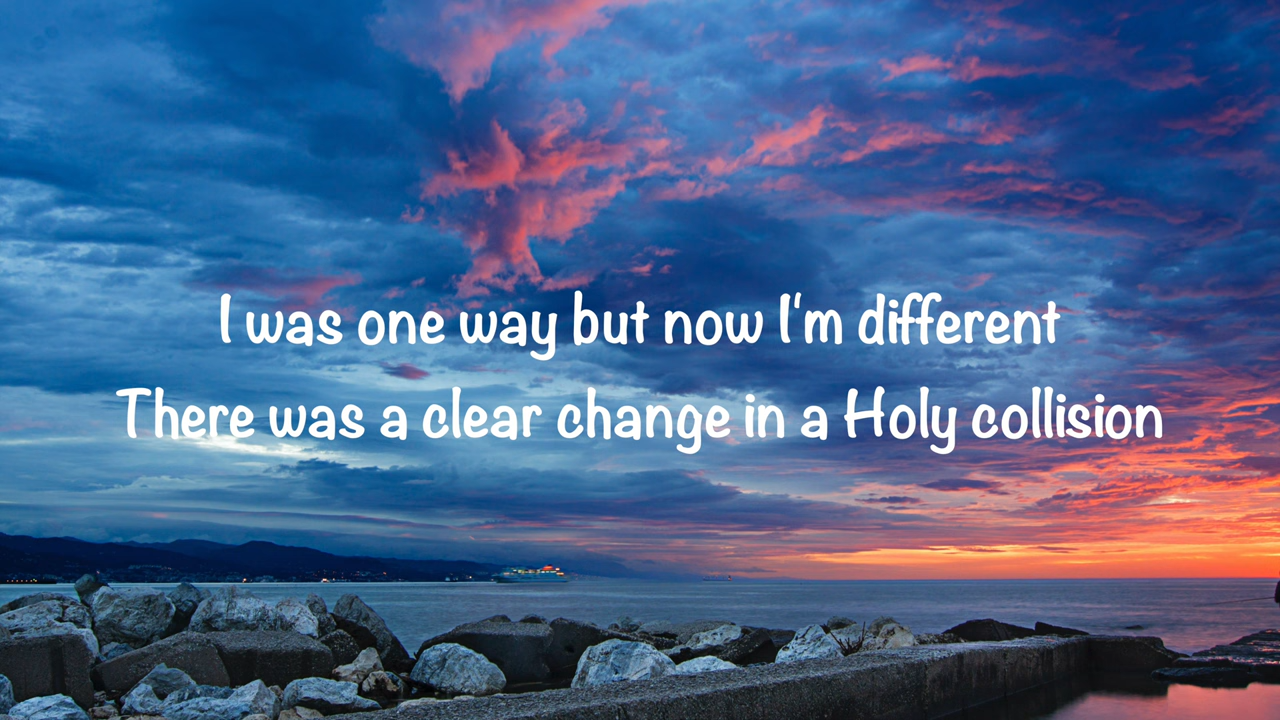 I was one way but now I'm different
There was a clear change in a Holy collision